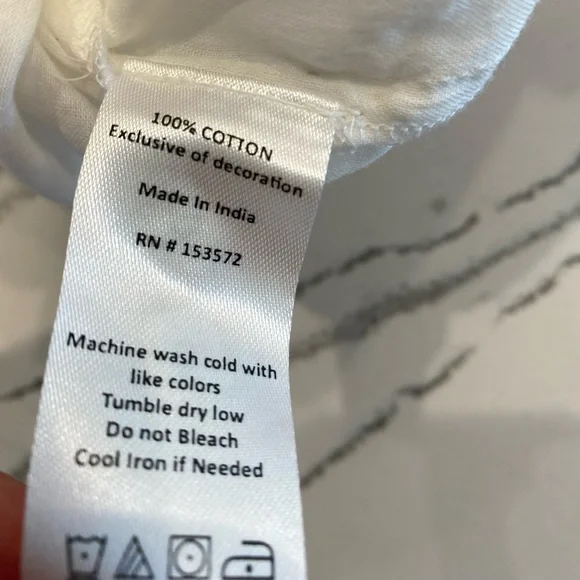 100% COTTON
Exclusive of decoration
Made In India
RN # 153572
Machine wash cold with
like colors
Tumble dry low
Do not Bleach
Cool Iron if Needed